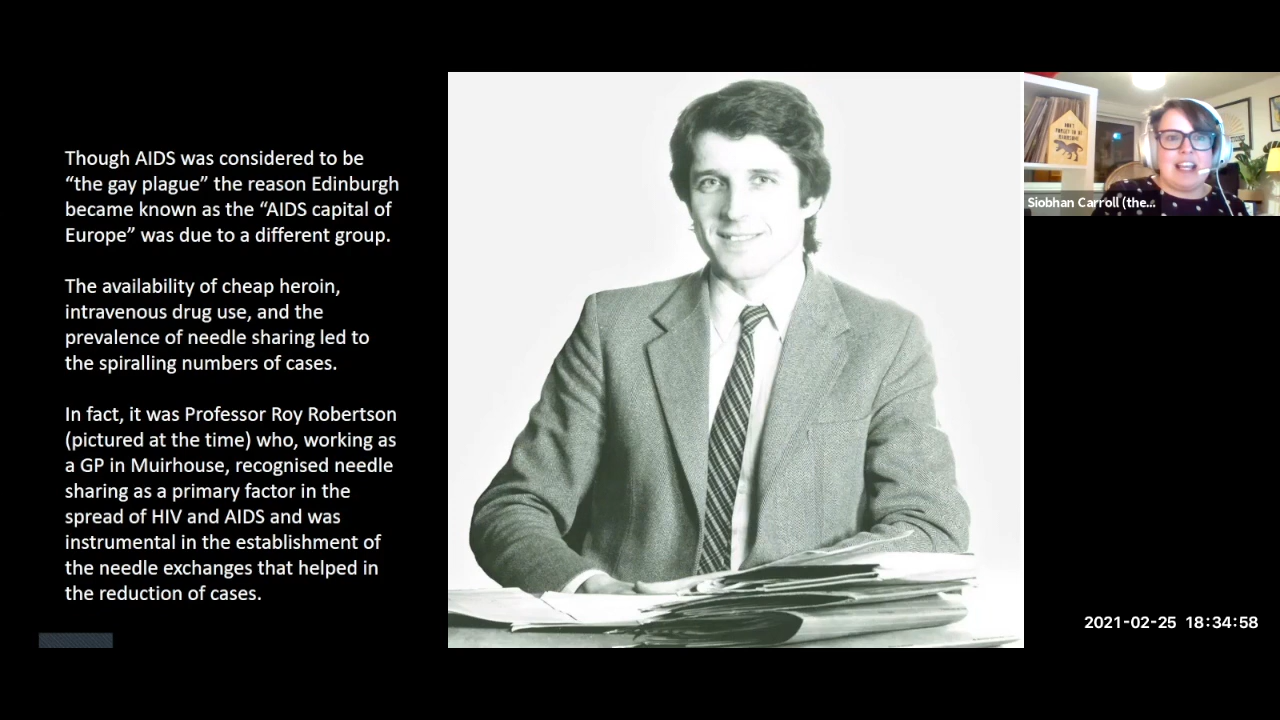 Though AIDS was considered to be
“the gay plague” the reason Edinburgh
became known as the “AIDS capital of
Europe” was due to a different group.
The availability of cheap heroin,
intravenous drug use, and the
prevalence of needle sharing led to
the spiralling numbers of cases.
In fact, it was Professor Roy Robertson
(pictured at the time) who, working as
a GP in Muirhouse, recognised needle
sharing as a primary factor in the
spread of HIV and AIDS and was
instrumental in the establishment of
the needle exchanges that helped in
the reduction of cases.
DON'T
FORGET TO BE
Siobhan Carroll (the...
2021-02-25 18:34:58